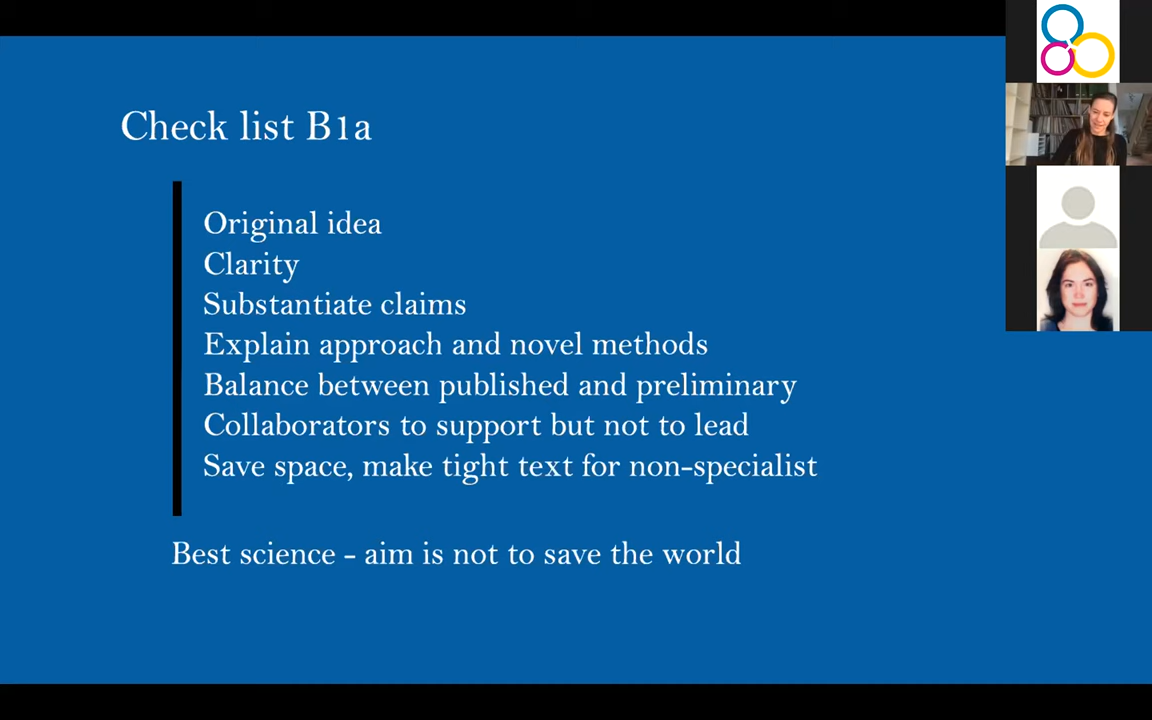 Check list B1a
Original idea
Clarity
Substantiate claims
Explain approach and novel methods
Balance between published and preliminary
Collaborators to support but not to lead
Save space, make tight text for non-specialist
Best science - aim is not to save the world